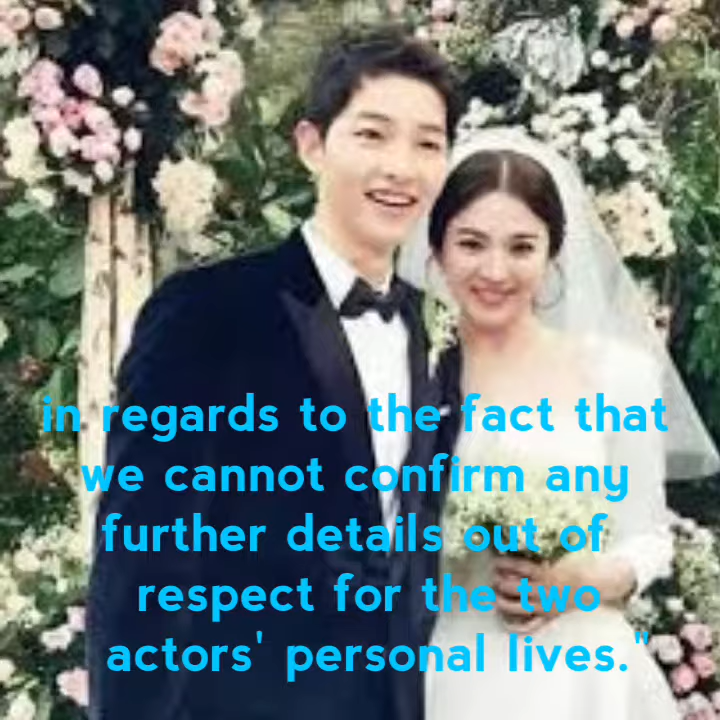 in regards to the fact that
we cannot confirm any
further details out of
respect for the two
actors' personal lives."